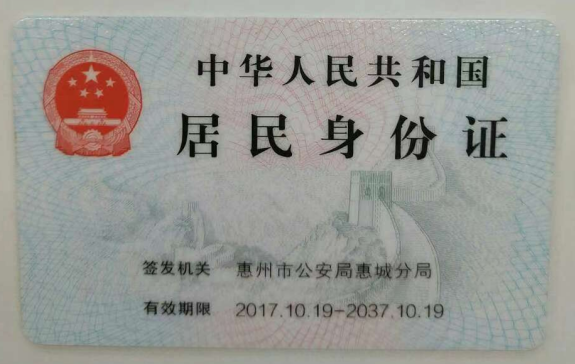 中华人民共和国
居民身份证
签发机关 惠州市公安局惠城分局
有效期限 2017.10.19-2037.10.19